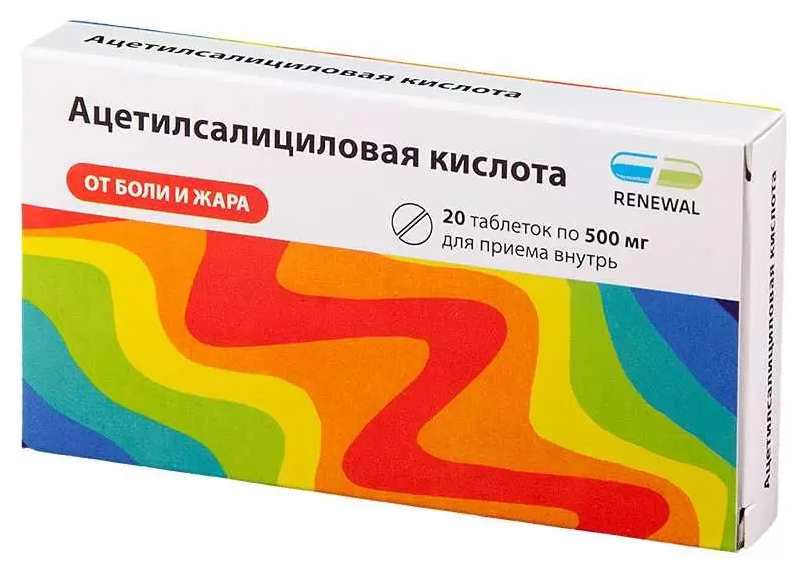 Ацетилсалициловая кислота
Ацетилсалициловая кислота
RENEWAL
ОТ БОЛИ И ЖАРА
20 таблеток по 500 мг
для приема внутрь
Ацетилсалициловая кислота